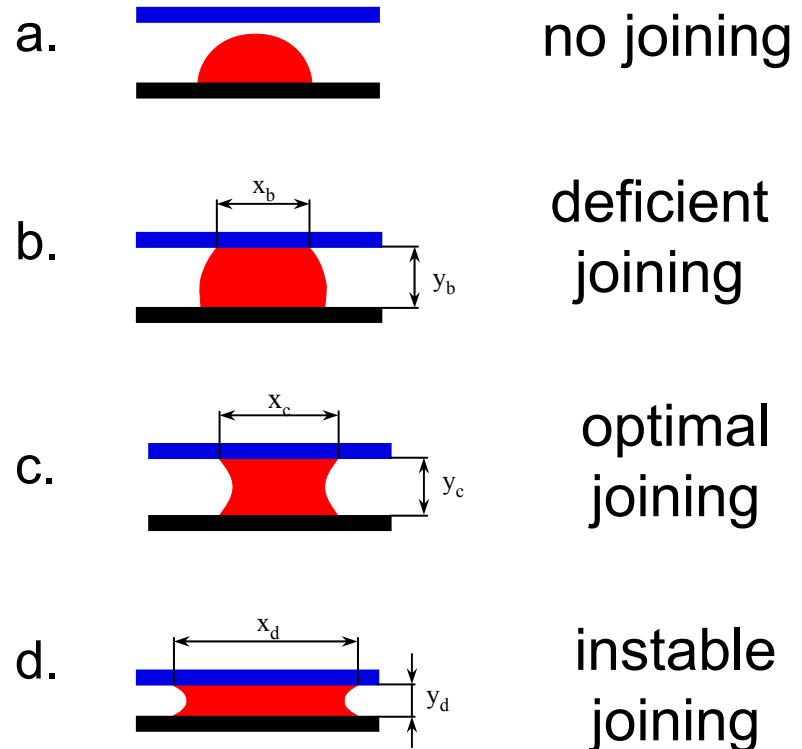 a.
no joining
x_b
deficient
b.
joining
y_b
x_c
optimal
c.
joining
y_c
x_d
instable
d.
joining
y_d